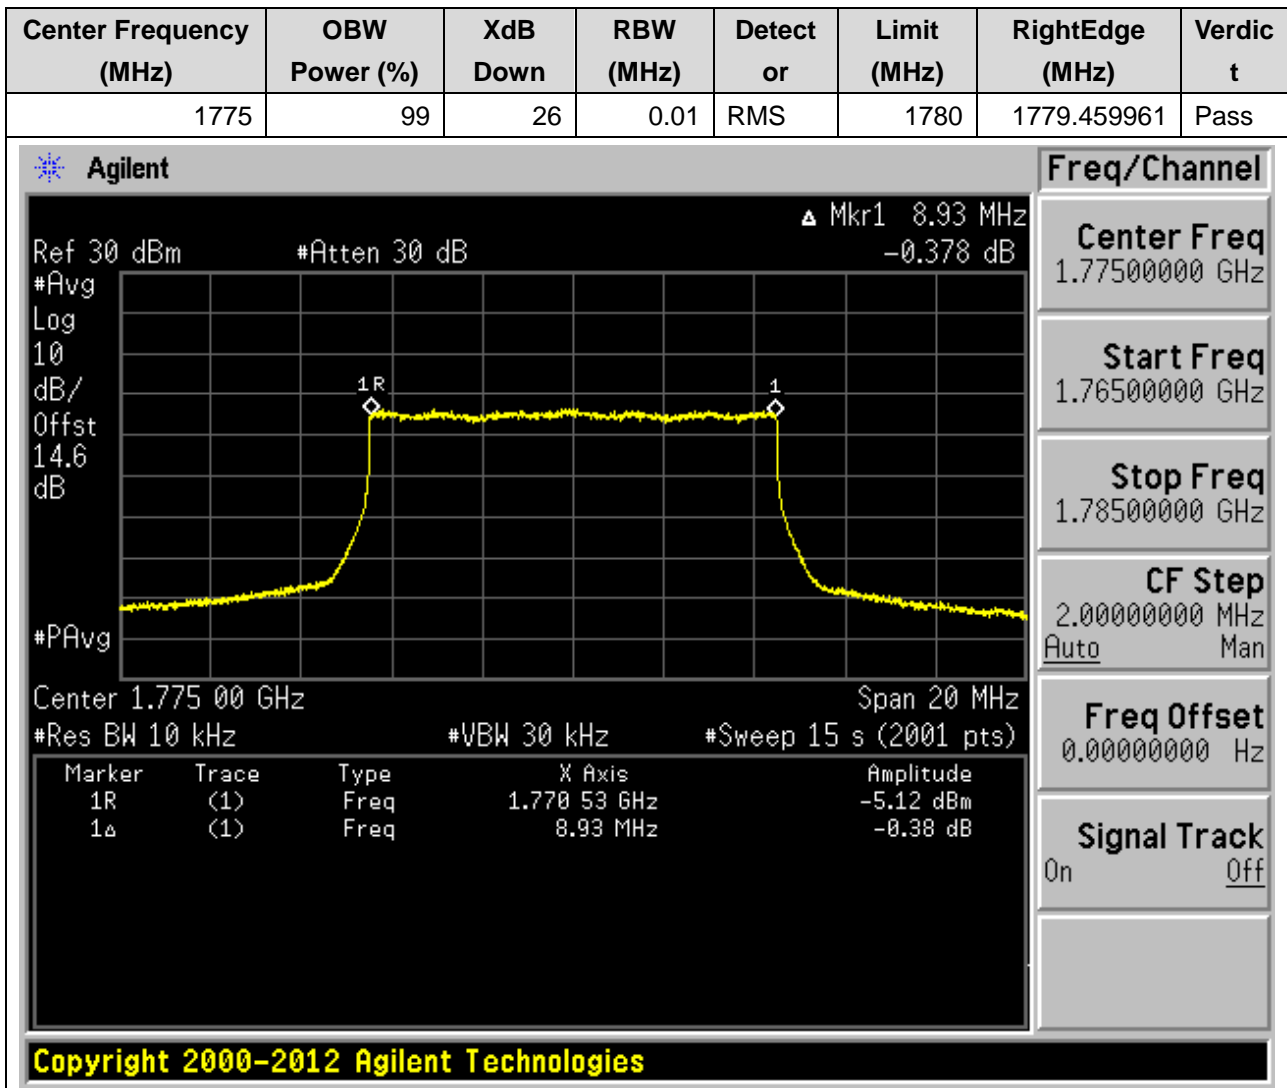 Center Frequency (MHz) OBW Power (%) XdB Down RBW (MHz) Detect or Limit (MHz) RightEdge (MHz) Verdic t
1775 99 26 0.01 RMS 1780 1779.459961 Pass
Agilent
Freq/Channel
Δ Mkr1 8.93 MHz
Ref 30 dBm #Atten 30 dB -0.378 dB
#Avg
Log
10
dB/
Offst
14.6
dB
1R
1
#PAvg
Center 1.775 00 GHz Span 20 MHz
#Res BW 10 kHz #VBW 30 kHz #Sweep 15 s (2001 pts)
Marker Trace Type X Axis Amplitude
1R (1) Freq 1.770 53 GHz -5.12 dBm
1Δ (1) Freq 8.93 MHz -0.38 dB
Center Freq
1.77500000 GHz
Start Freq
1.76500000 GHz
Stop Freq
1.78500000 GHz
CF Step
2.00000000 MHz
Auto Man
Freq Offset
0.00000000 Hz
Signal Track
On Off
Copyright 2000-2012 Agilent Technologies